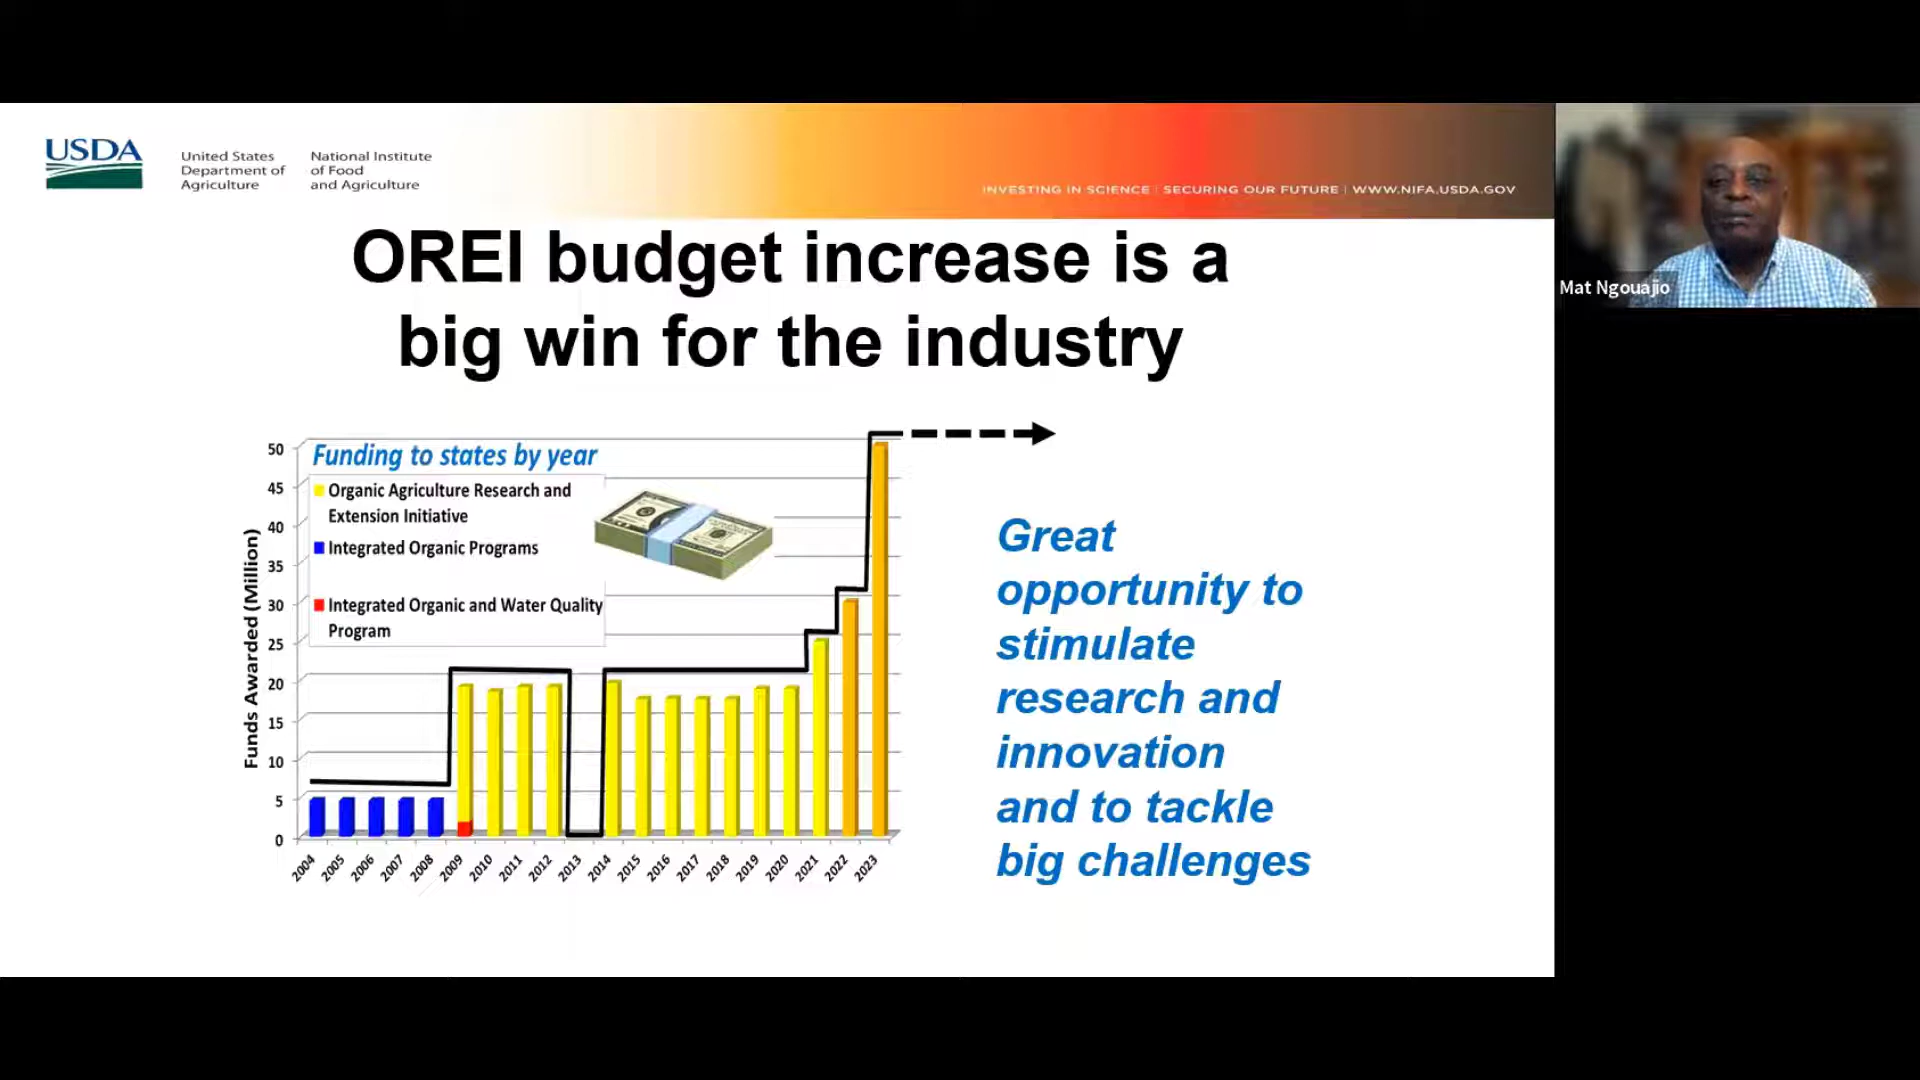 USDA
United States
Department of
Agriculture
National Institute
of Food
and Agriculture
INVESTING IN SCIENCE | SECURING OUR FUTURE | WWW.NIFA.USDA.GOV
Mat Ngouajio
OREI budget increase is a
big win for the industry
Funding to states by year
Organic Agriculture Research and
Extension Initiative
Integrated Organic Programs
Integrated Organic and Water Quality
Program
Funds Awarded (Million)
50
45
40
35
30
25
20
15
10
5
0
2004
2005
2006
2007
2008
2009
2010
2011
2012
2013
2014
2015
2016
2017
2018
2019
2020
2021
2022
2023
Great
opportunity to
stimulate
research and
innovation
and to tackle
big challenges